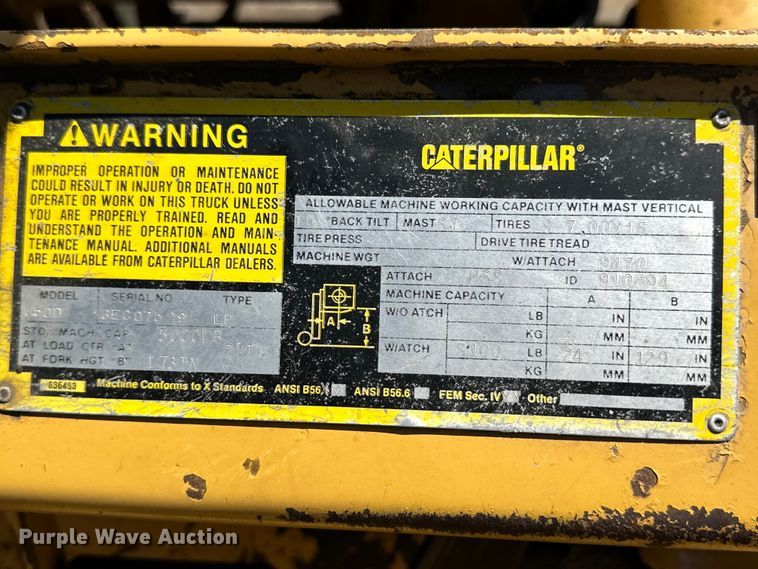 WARNING
IMPROPER OPERATION OR MAINTENANCE
COULD RESULT IN INJURY OR DEATH. DO NOT
OPERATE OR WORK ON THIS TRUCK UNLESS
YOU ARE PROPERLY TRAINED. READ AND
UNDERSTAND THE OPERATION AND MAIN-
TENANCE MANUAL. ADDITIONAL MANUALS
ARE AVAILABLE FROM CATERPILLAR DEALERS.
MODEL SERIAL NO TYPE
V50D LP
STD. MACH CAP.
AT LOAD CTR "A"
AT FORK HGT "B" 173IN
636453 Machine Conforms to X Standards ANSI B56. ANSI B56.6 FEM Sec. IV Other
CATERPILLAR®
ALLOWABLE MACHINE WORKING CAPACITY WITH MAST VERTICAL
°BACK TILT MAST TIRES 7.00X15
TIRE PRESS DRIVE TIRE TREAD
MACHINE WGT W/ATTACH 9470
ATTACH ID 910894
MACHINE CAPACITY A B
W/O ATCH LB IN IN
KG MM MM
W/ATCH LB 24 IN 129 IN
KG MM MM
A
B
Purple Wave Auction